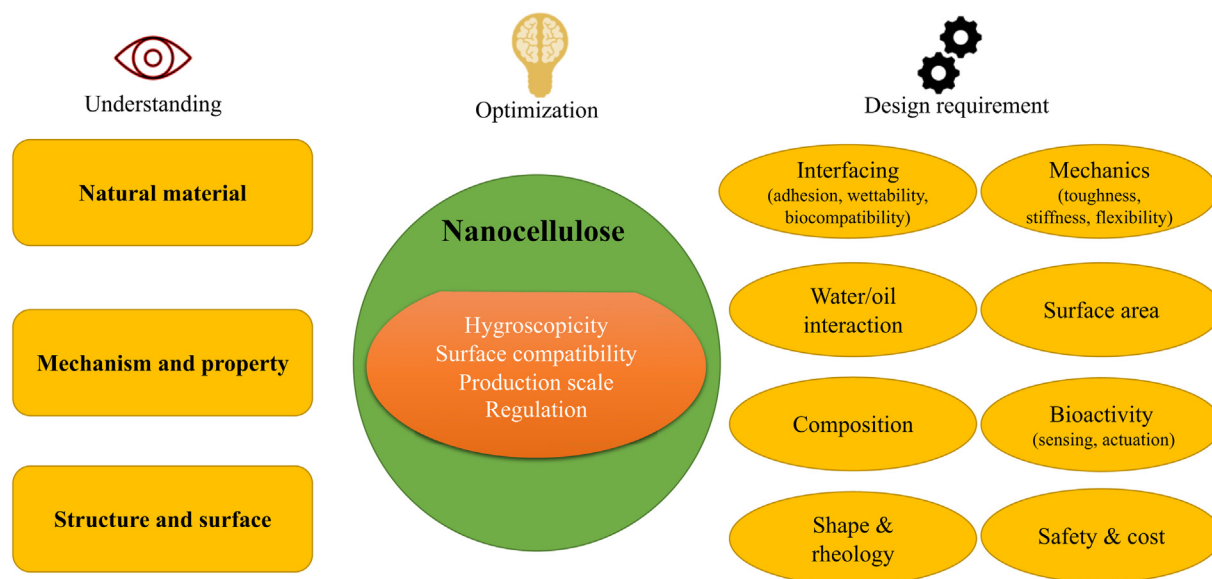 Understanding
Optimization
Design requirement
Natural material
Mechanism and property
Structure and surface
Nanocellulose
Hygroscopicity
Surface compatibility
Production scale
Regulation
Interfacing
(adhesion, wettability,
biocompatibility)
Mechanics
(toughness,
stiffness, flexibility)
Water/oil
interaction
Surface area
Composition
Bioactivity
(sensing, actuation)
Shape &
rheology
Safety & cost